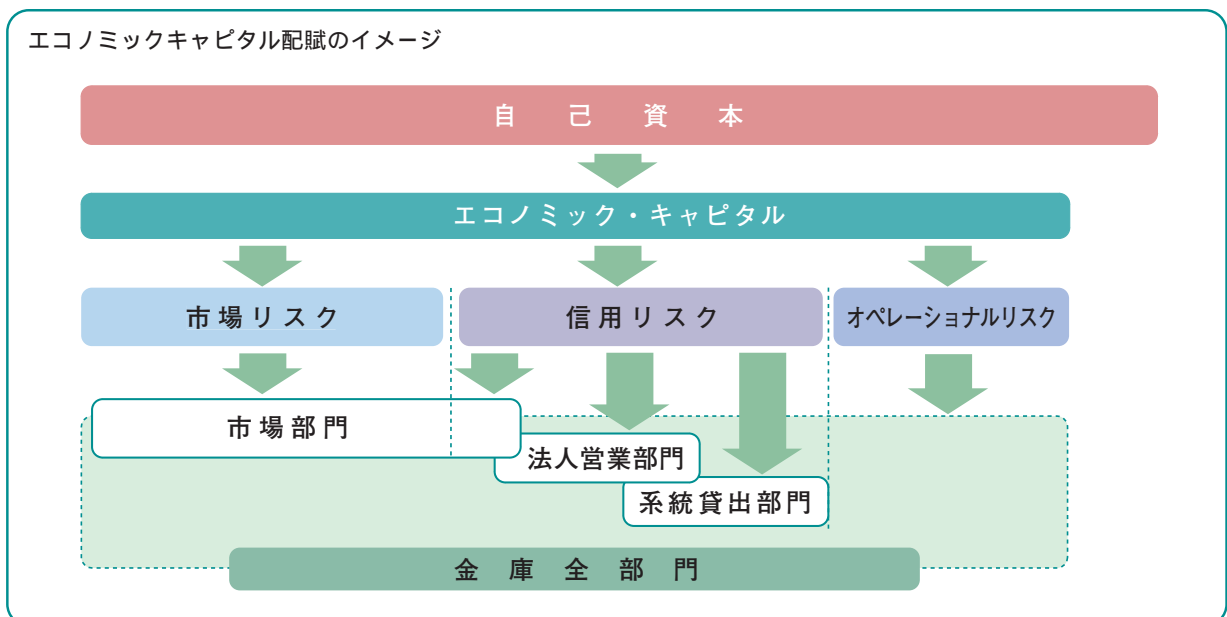 エコノミックキャピタル配賦のイメージ
自己資本
エコノミック・キャピタル
市場リスク
信用リスク
オペレーショナルリスク
市場部門
法人営業部門
系統貸出部門
金庫全部門